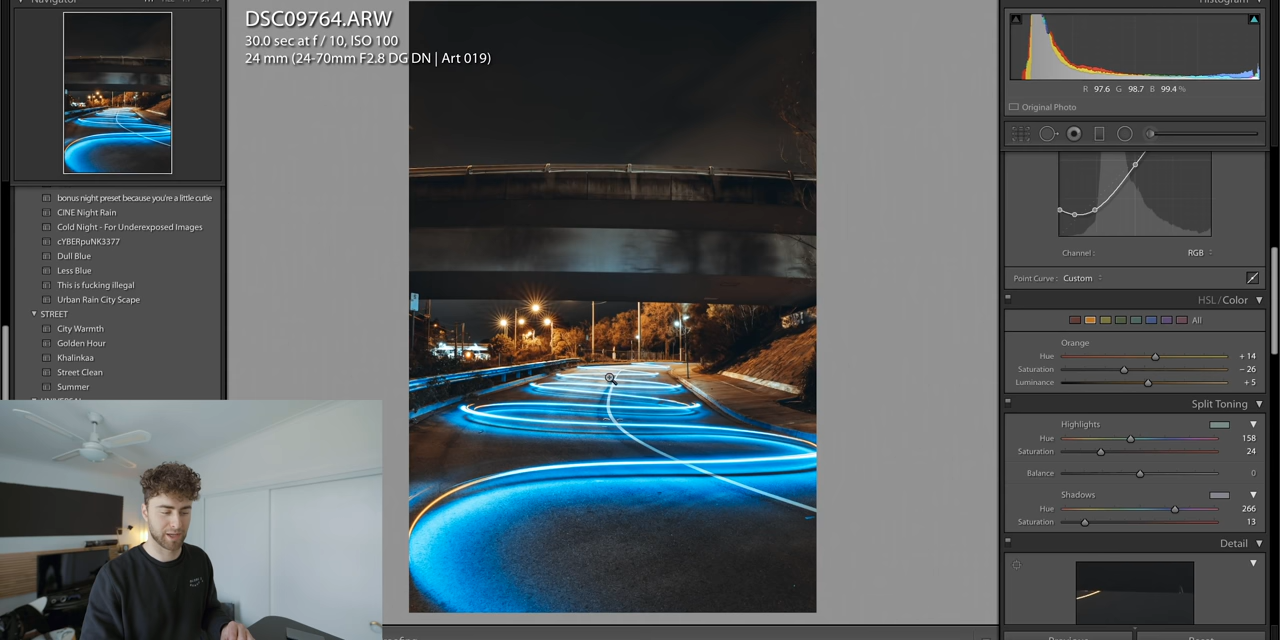 Navigator
Histogram
DSC09764.ARW
30.0 sec at f / 10, ISO 100
24 mm (24-70mm F2.8 DG DN | Art 019)
R 97.6 G 98.7 B 99.4 %
Original Photo
bonus night preset because you're a little cutie
CINE Night Rain
Cold Night - For Underexposed Images
cYBERpuNK3377
Dull Blue
Less Blue
This is fucking illegal
Urban Rain City Scape
STREET
City Warmth
Golden Hour
Khalinkaa
Street Clean
Summer
Channel : RGB
Point Curve : Custom
HSL / Color
All
Orange
Hue + 14
Saturation − 26
Luminance + 5
Split Toning
Highlights
Hue 158
Saturation 24
Balance 0
Shadows
Hue 266
Saturation 13
Detail